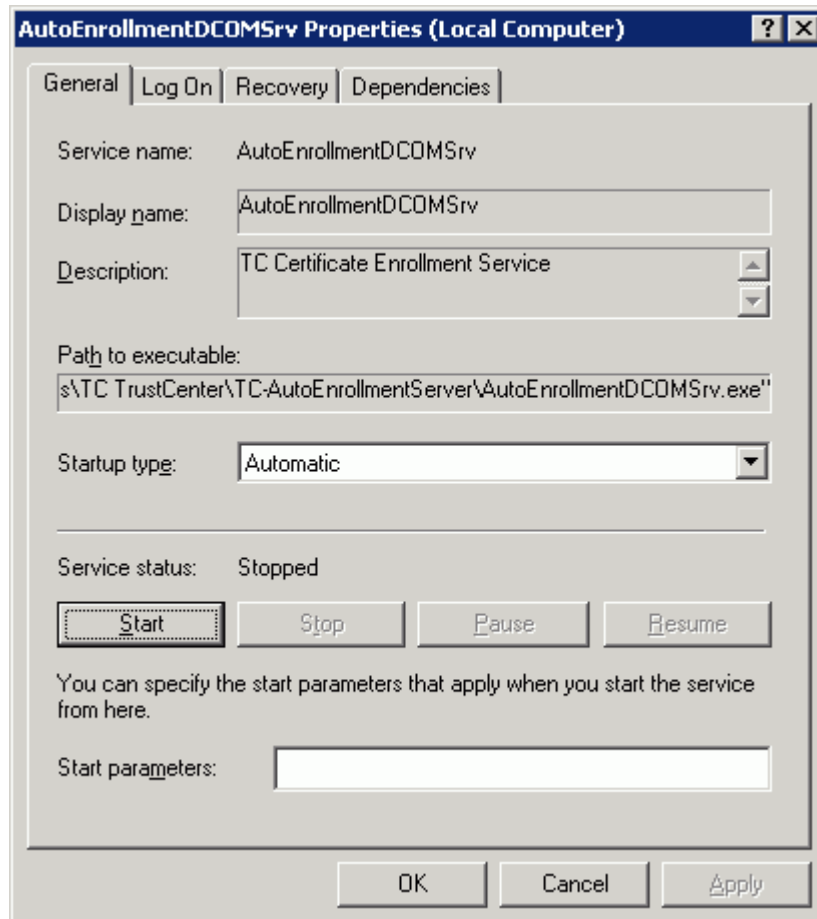 AutoEnrollmentDCOMSrv Properties (Local Computer)
General Log On Recovery Dependencies
Service name: AutoEnrollmentDCOMSrv
Display name: AutoEnrollmentDCOMSrv
Description: TC Certificate Enrollment Service
Path to executable:
s\TC TrustCenter\TC-AutoEnrollmentServer\AutoEnrollmentDCOMSrv.exe"
Startup type: Automatic
Service status: Stopped
Start Stop Pause Resume
You can specify the start parameters that apply when you start the service
from here.
Start parameters:
OK Cancel Apply